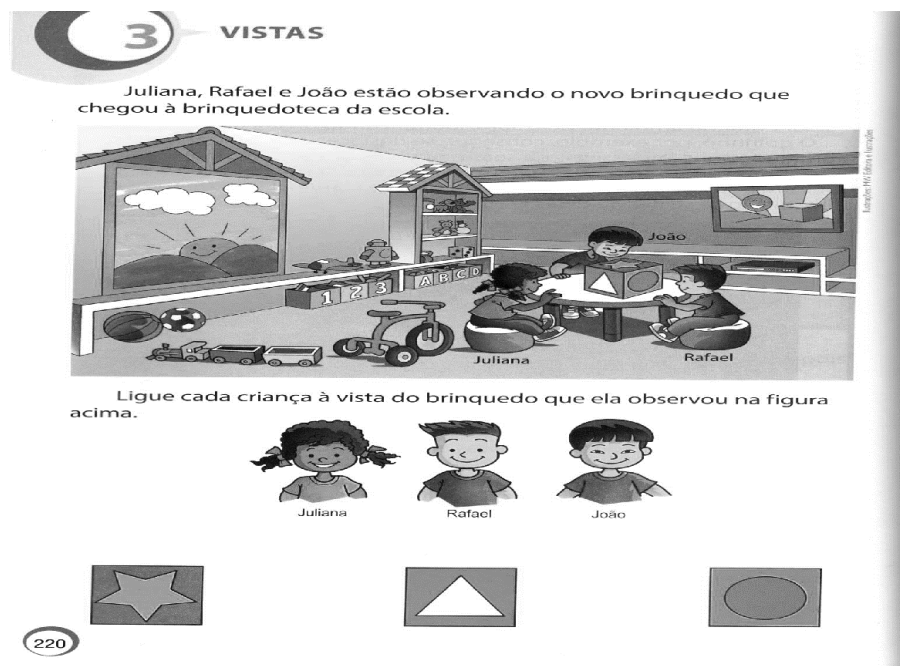 3 VISTAS
Juliana, Rafael e João estão observando o novo brinquedo que
chegou à brinquedoteca da escola.
João
1 2 3
A B C D
Juliana
Rafael
Ligue cada criança à vista do brinquedo que ela observou na figura
acima.
Juliana Rafael João
220